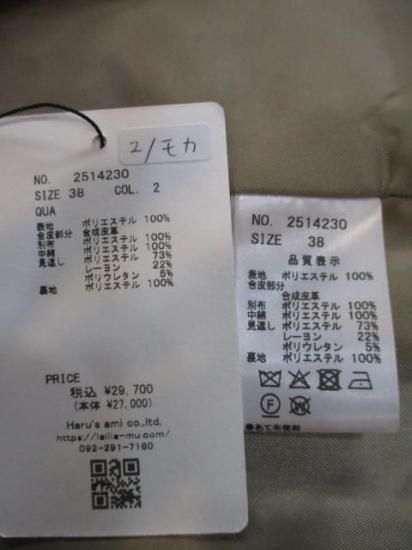 2/モカ
NO. 2514230
SIZE 38 COL. 2
QUA
表地 ポリエステル 100%
合皮部分 合成皮革
別布 ポリエステル 100%
中綿 ポリエステル 100%
見返し ポリエステル 73%
レーヨン 22%
ポリウレタン 5%
裏地 ポリエステル 100%
PRICE
税込 ¥29,700
(本体 ¥27,000)
Haru's ami co.,ltd.
https://lallia-mu.com/
092-291-7160
NO. 2514230
SIZE 38
品質表示
表地 ポリエステル 100%
合皮部分
合成皮革
別布 ポリエステル 100%
中綿 ポリエステル 100%
見返し ポリエステル 73%
レーヨン 22%
ポリウレタン 5%
裏地 ポリエステル 100%
あて布使用